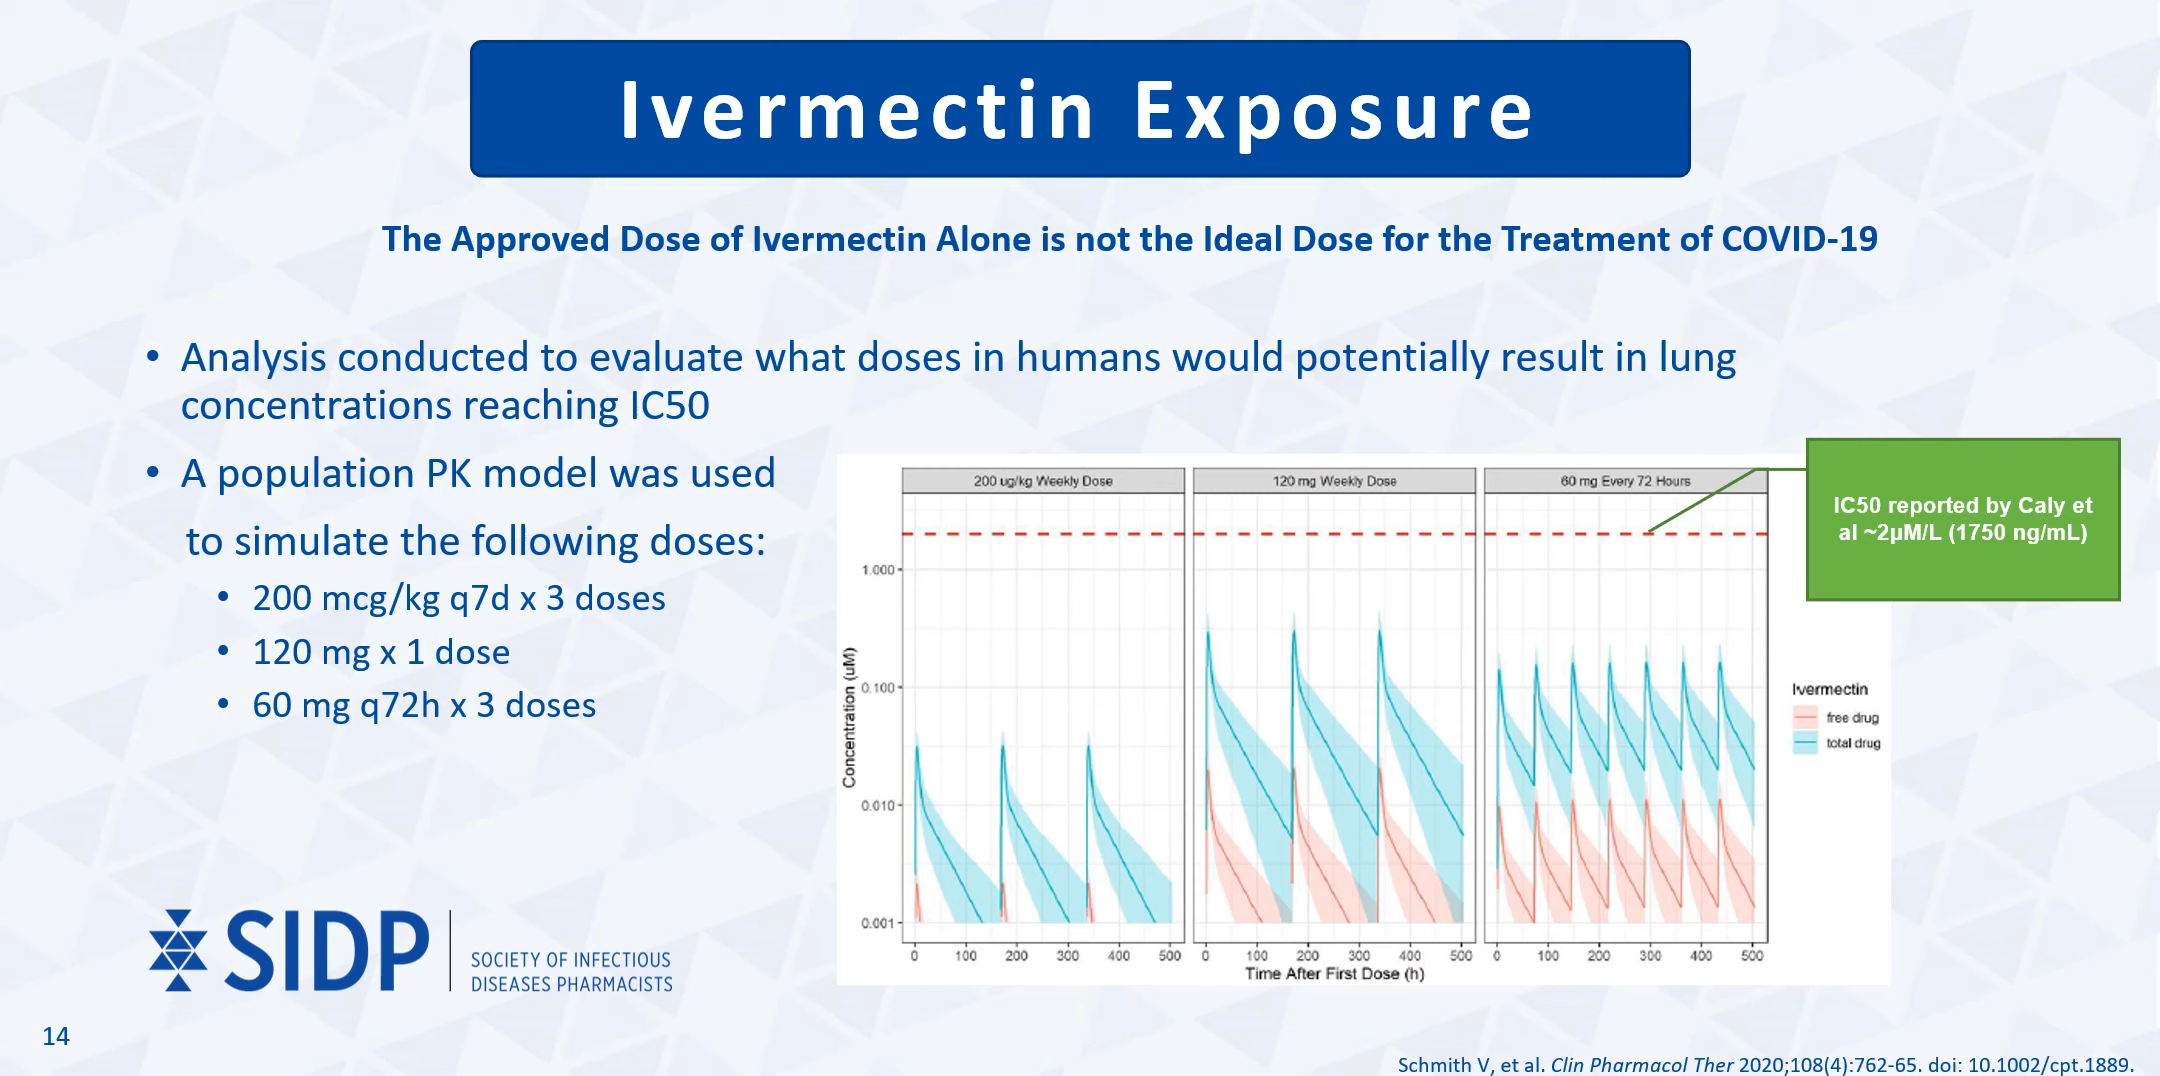 Ivermectin Exposure
The Approved Dose of Ivermectin Alone is not the Ideal Dose for the Treatment of COVID-19
• Analysis conducted to evaluate what doses in humans would potentially result in lung
concentrations reaching IC50
• A population PK model was used
to simulate the following doses:
• 200 mcg/kg q7d x 3 doses
• 120 mg x 1 dose
• 60 mg q72h x 3 doses
200 ug/kg Weekly Dose
120 mg Weekly Dose
60 mg Every 72 Hours
IC50 reported by Caly et
al ~2µM/L (1750 ng/mL)
Concentration (uM)
1.000
0.100
0.010
0.001
0 100 200 300 400 500
0 100 200 300 400 500
0 100 200 300 400 500
Time After First Dose (h)
Ivermectin
free drug
total drug
SIDP
SOCIETY OF INFECTIOUS
DISEASES PHARMACISTS
14
Schmith V, et al. Clin Pharmacol Ther 2020;108(4):762-65. doi: 10.1002/cpt.1889.